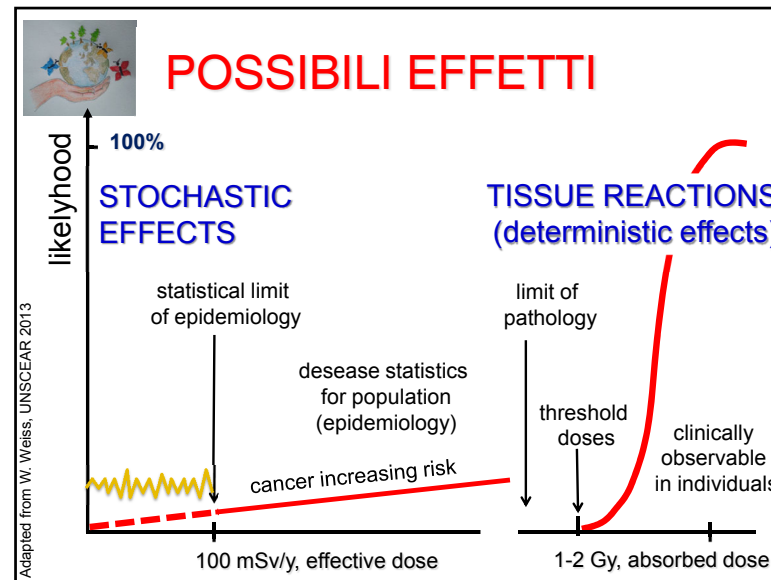 POSSIBILI EFFETTI
likelyhood
100%
STOCHASTIC
EFFECTS
TISSUE REACTIONS
(deterministic effects)
statistical limit
of epidemiology
limit of
pathology
desease statistics
for population
(epidemiology)
threshold
doses
clinically
observable
in individuals
cancer increasing risk
100 mSv/y, effective dose
1-2 Gy, absorbed dose
Adapted from W. Weiss, UNSCEAR 2013